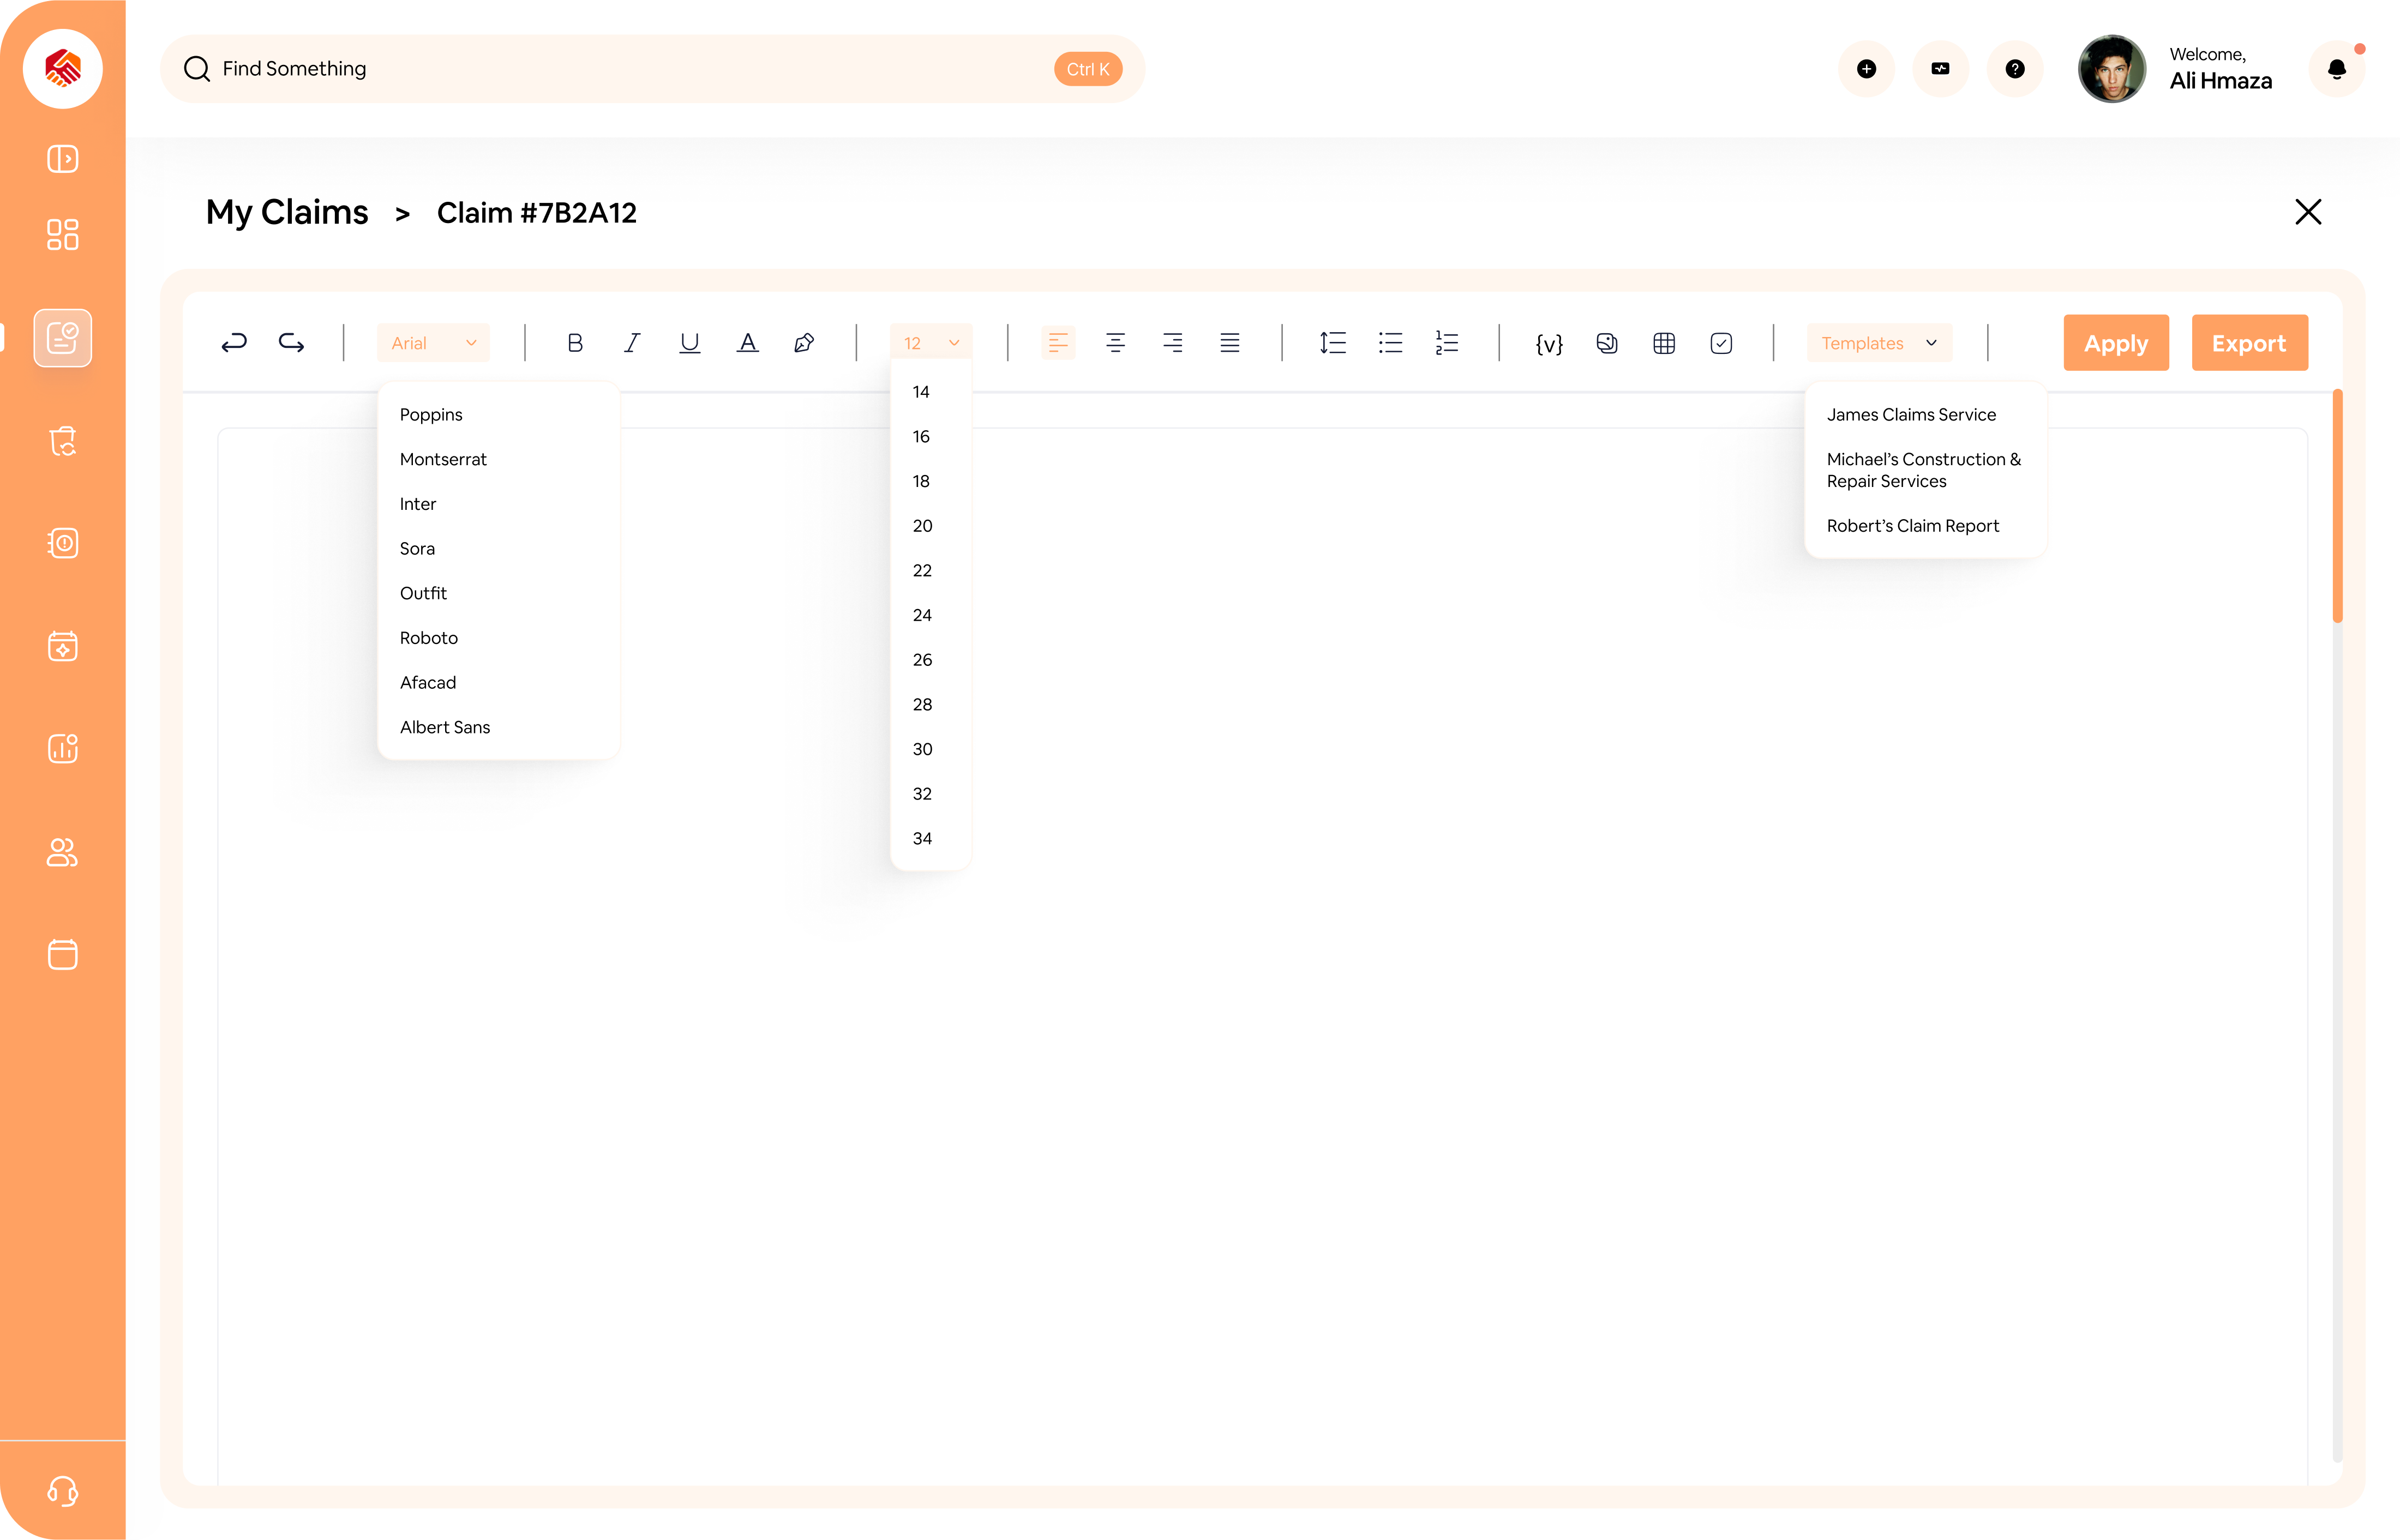 Find Something
Ctrl K
Welcome,
Ali Hmaza
My Claims > Claim #7B2A12
Arial
B I U A
12
{v}
Templates
Apply
Export
Poppins
Montserrat
Inter
Sora
Outfit
Roboto
Afacad
Albert Sans
14
16
18
20
22
24
26
28
30
32
34
James Claims Service
Michael’s Construction &
Repair Services
Robert’s Claim Report